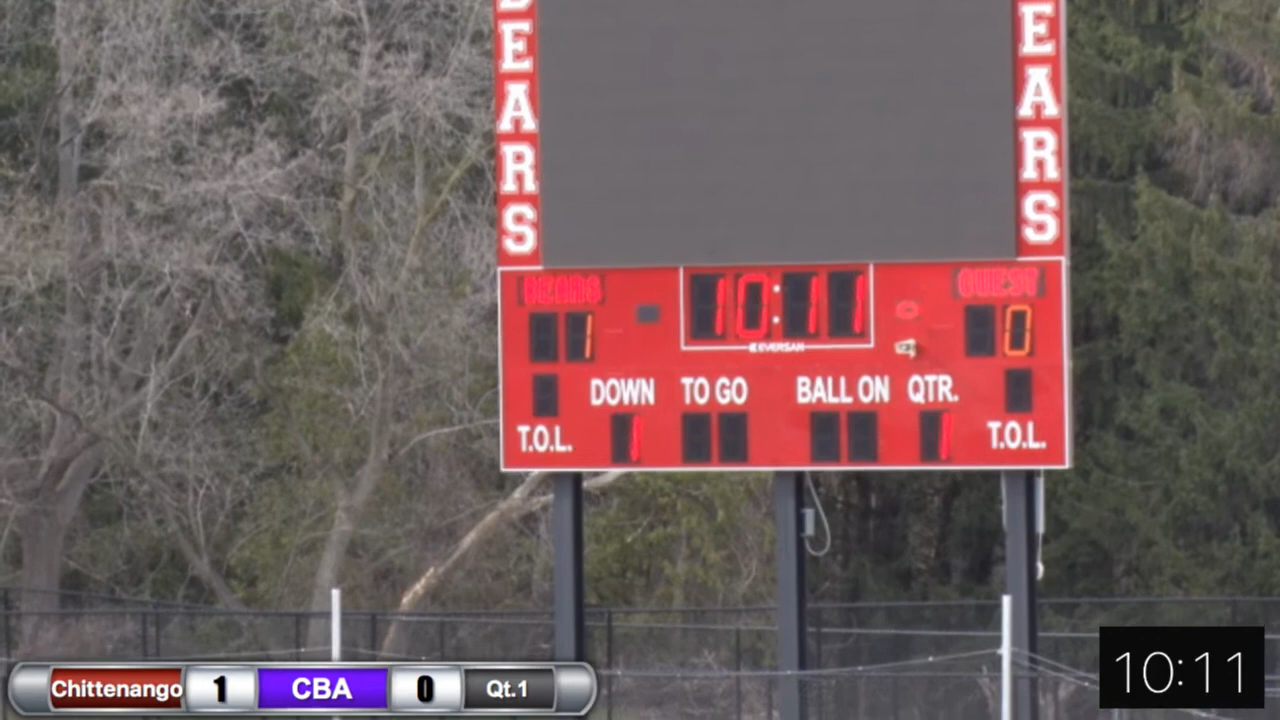 BEARS
BEARS
BEARS
10:11
GUEST
1
0
EVERSAN
DOWN TO GO BALL ON QTR.
T.O.L. 1 1 T.O.L.
Chittenango 1 CBA 0 Qt.1
10:11